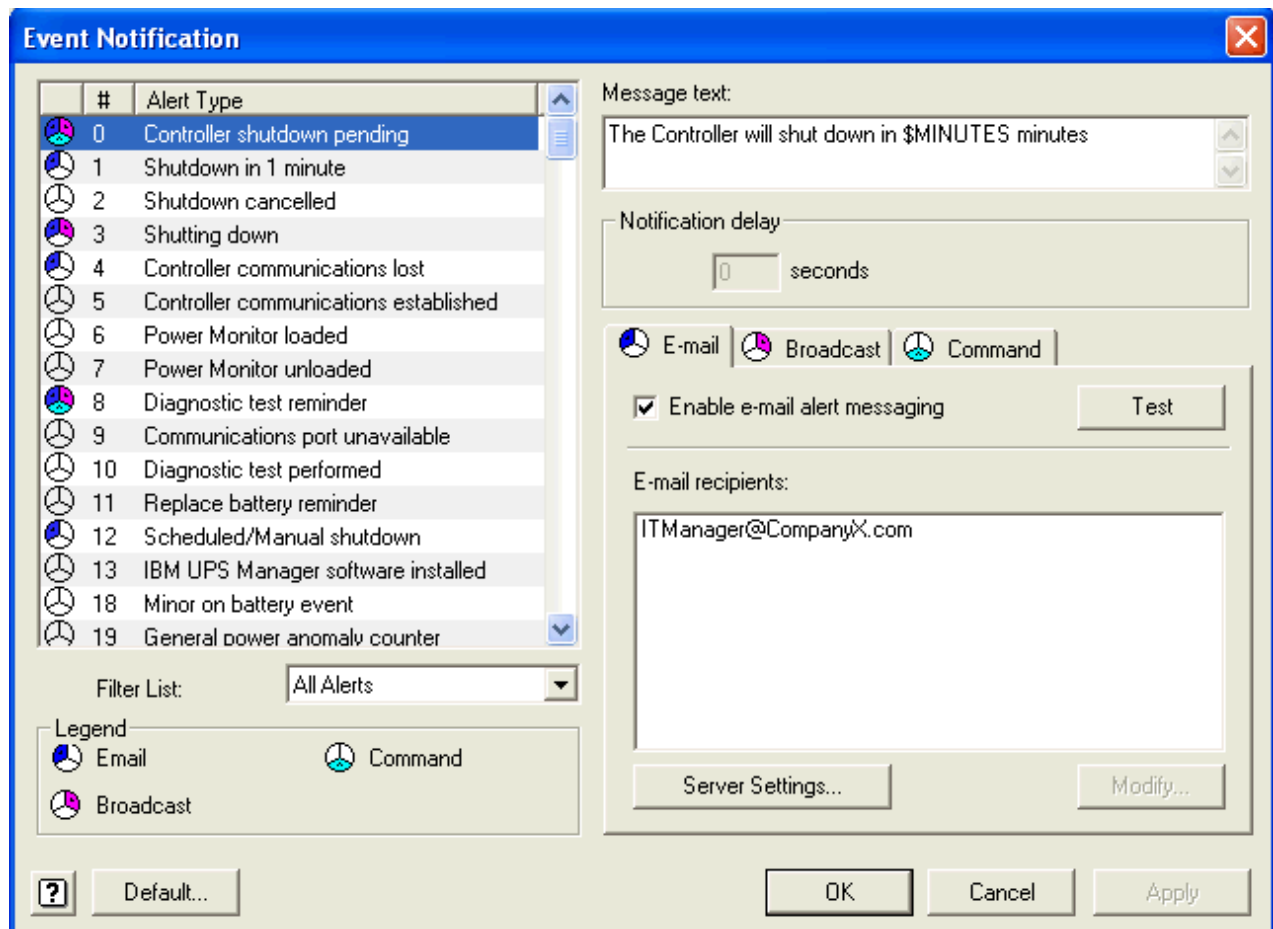 Event Notification
# Alert Type
0 Controller shutdown pending
1 Shutdown in 1 minute
2 Shutdown cancelled
3 Shutting down
4 Controller communications lost
5 Controller communications established
6 Power Monitor loaded
7 Power Monitor unloaded
8 Diagnostic test reminder
9 Communications port unavailable
10 Diagnostic test performed
11 Replace battery reminder
12 Scheduled/Manual shutdown
13 IBM UPS Manager software installed
18 Minor on battery event
19 General power anomaly counter
Filter List: All Alerts
Legend
Email Command
Broadcast
Message text:
The Controller will shut down in $MINUTES minutes
Notification delay
0 seconds
E-mail Broadcast Command
Enable e-mail alert messaging Test
E-mail recipients:
ITManager@CompanyX.com
Server Settings... Modify...
? Default... OK Cancel Apply